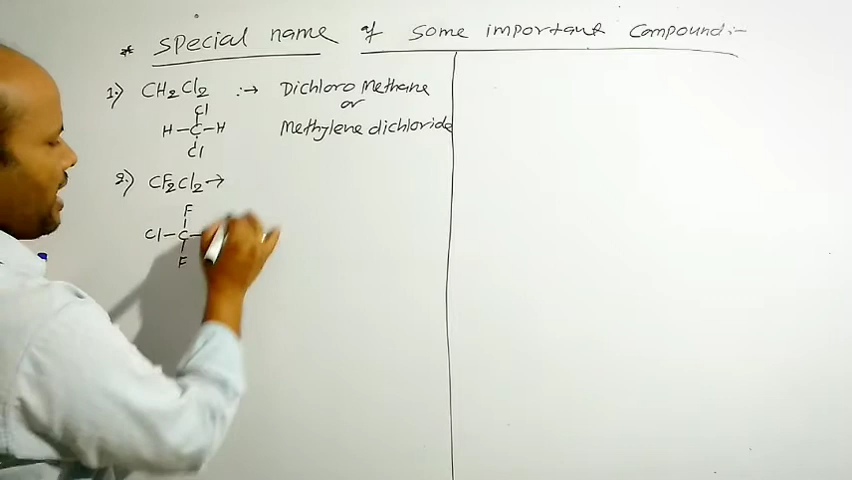 * Special name of some important Compound:-
1.) CH2Cl2 :→ Dichloro Methane
or
Cl
H-C-H Methylene dichloride
Cl
2.) CF2Cl2→
F
Cl-C-
F